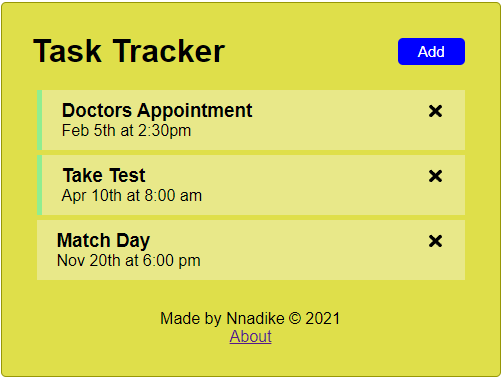 Task Tracker
Add
Doctors Appointment
Feb 5th at 2:30pm
Take Test
Apr 10th at 8:00 am
Match Day
Nov 20th at 6:00 pm
Made by Nnadike © 2021
About